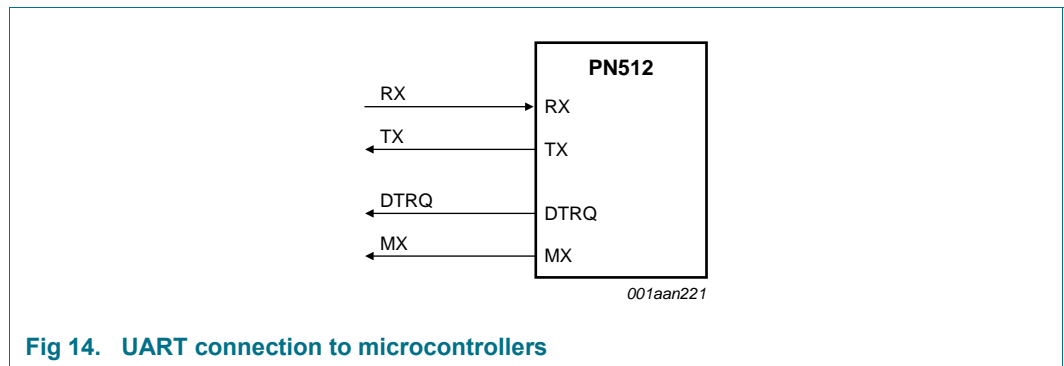 PN512
RX RX
TX TX
DTRQ DTRQ
MX MX
001aan221
Fig 14. UART connection to microcontrollers